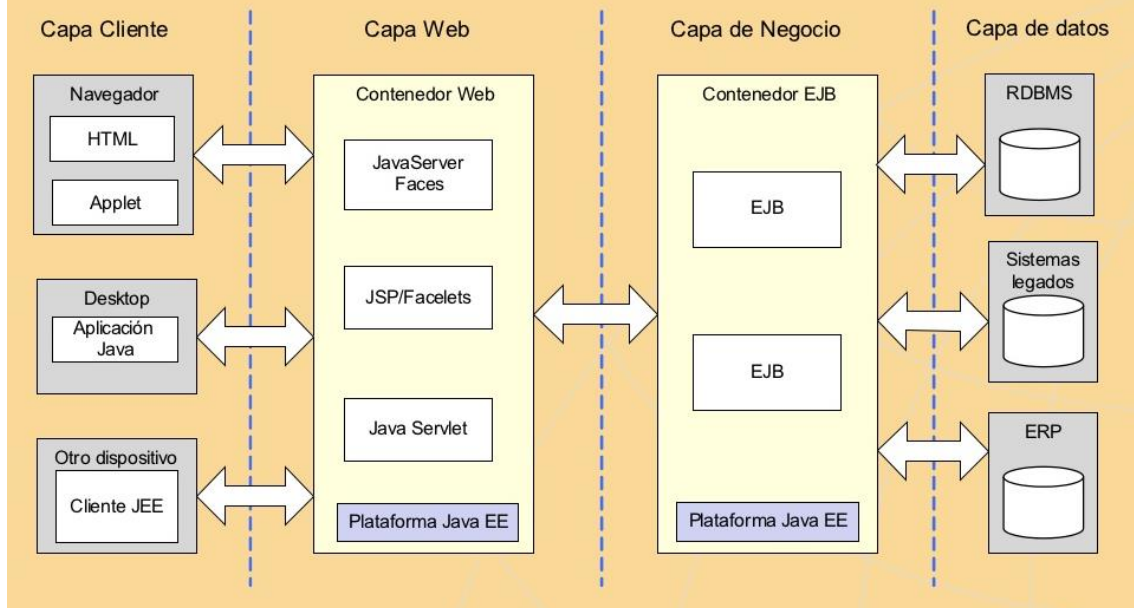 Capa Cliente
Capa Web
Capa de Negocio
Capa de datos
Navegador
HTML
Applet
Desktop
Aplicación
Java
Otro dispositivo
Cliente JEE
Contenedor Web
JavaServer
Faces
JSP/Facelets
Java Servlet
Plataforma Java EE
Contenedor EJB
EJB
EJB
Plataforma Java EE
RDBMS
Sistemas
legados
ERP